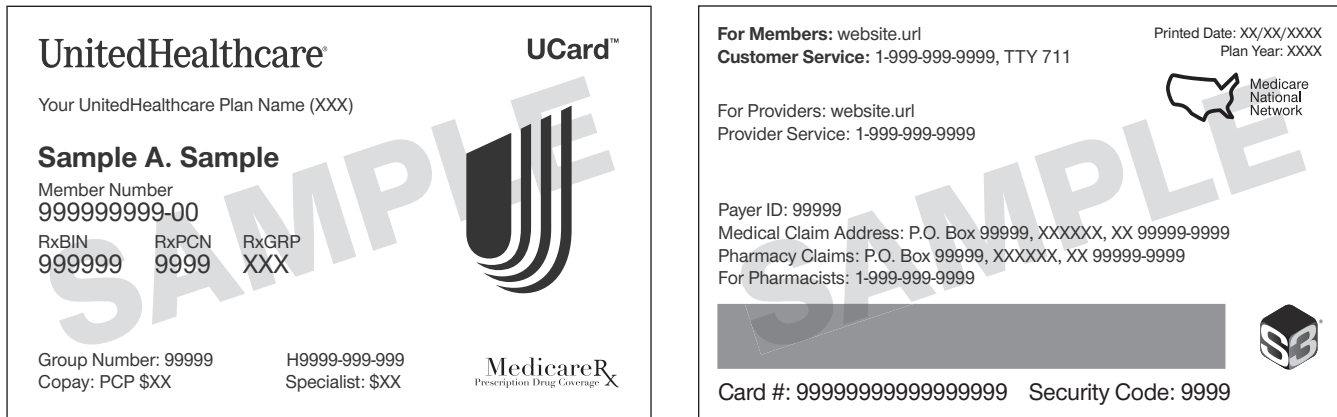 UnitedHealthcare®
UCard™
Your UnitedHealthcare Plan Name (XXX)
Sample A. Sample
Member Number
999999999-00
RxBIN RxPCN RxGRP
999999 9999 XXX
Group Number: 99999 H9999-999-999
Copay: PCP $XX Specialist: $XX
MedicareRx
Prescription Drug Coverage
SAMPLE
For Members: website.url
Customer Service: 1-999-999-9999, TTY 711
Printed Date: XX/XX/XXXX
Plan Year: XXXX
Medicare
National
Network
For Providers: website.url
Provider Service: 1-999-999-9999
Payer ID: 99999
Medical Claim Address: P.O. Box 99999, XXXXXX, XX 99999-9999
Pharmacy Claims: P.O. Box 99999, XXXXXX, XX 99999-9999
For Pharmacists: 1-999-999-9999
S3®
Card #: 99999999999999999 Security Code: 9999
SAMPLE